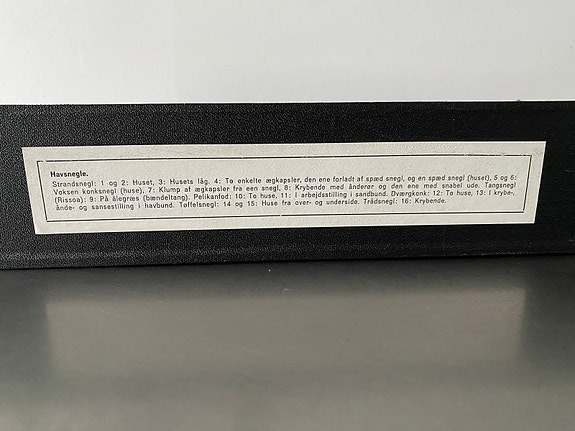 Havsnegle.
Strandsnegl: 1 og 2: Huset, 3: Husets låg. 4: To enkelte ægkapsler, den ene forladt af spæd snegl, og en spæd snegl (huset), 5 og 6:
Voksen konksnegl (huse), 7: Klump af ægkapsler fra een snegl, 8: Krybende med ånderør og den ene med snabel ude. Tangsnegl
(Rissoa): 9: På ålegræs (bændeltang). Pelikanfod: 10: To huse, 11: I arbejdsstilling i sandbund. Dværgkonk: 12: To huse, 13: I krybe-,
ånde- og sansestilling i havbund. Tøffelsnegl: 14 og 15: Huse fra over- og underside. Trådsnegl: 16: Krybende.